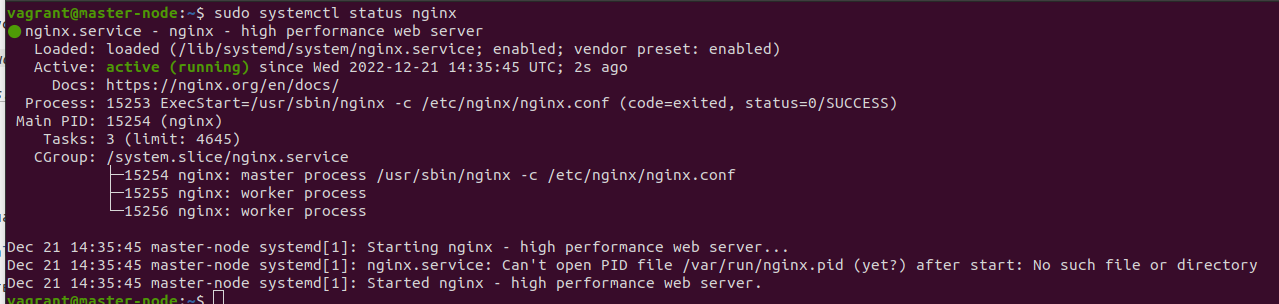 vagrant@master-node:~$ sudo systemctl status nginx
● nginx.service - nginx - high performance web server
   Loaded: loaded (/lib/systemd/system/nginx.service; enabled; vendor preset: enabled)
   Active: active (running) since Wed 2022-12-21 14:35:45 UTC; 2s ago
     Docs: https://nginx.org/en/docs/
  Process: 15253 ExecStart=/usr/sbin/nginx -c /etc/nginx/nginx.conf (code=exited, status=0/SUCCESS)
 Main PID: 15254 (nginx)
    Tasks: 3 (limit: 4645)
   CGroup: /system.slice/nginx.service
           ├─15254 nginx: master process /usr/sbin/nginx -c /etc/nginx/nginx.conf
           ├─15255 nginx: worker process
           └─15256 nginx: worker process

Dec 21 14:35:45 master-node systemd[1]: Starting nginx - high performance web server...
Dec 21 14:35:45 master-node systemd[1]: nginx.service: Can't open PID file /var/run/nginx.pid (yet?) after start: No such file or directory
Dec 21 14:35:45 master-node systemd[1]: Started nginx - high performance web server.
vagrant@master-node:~$